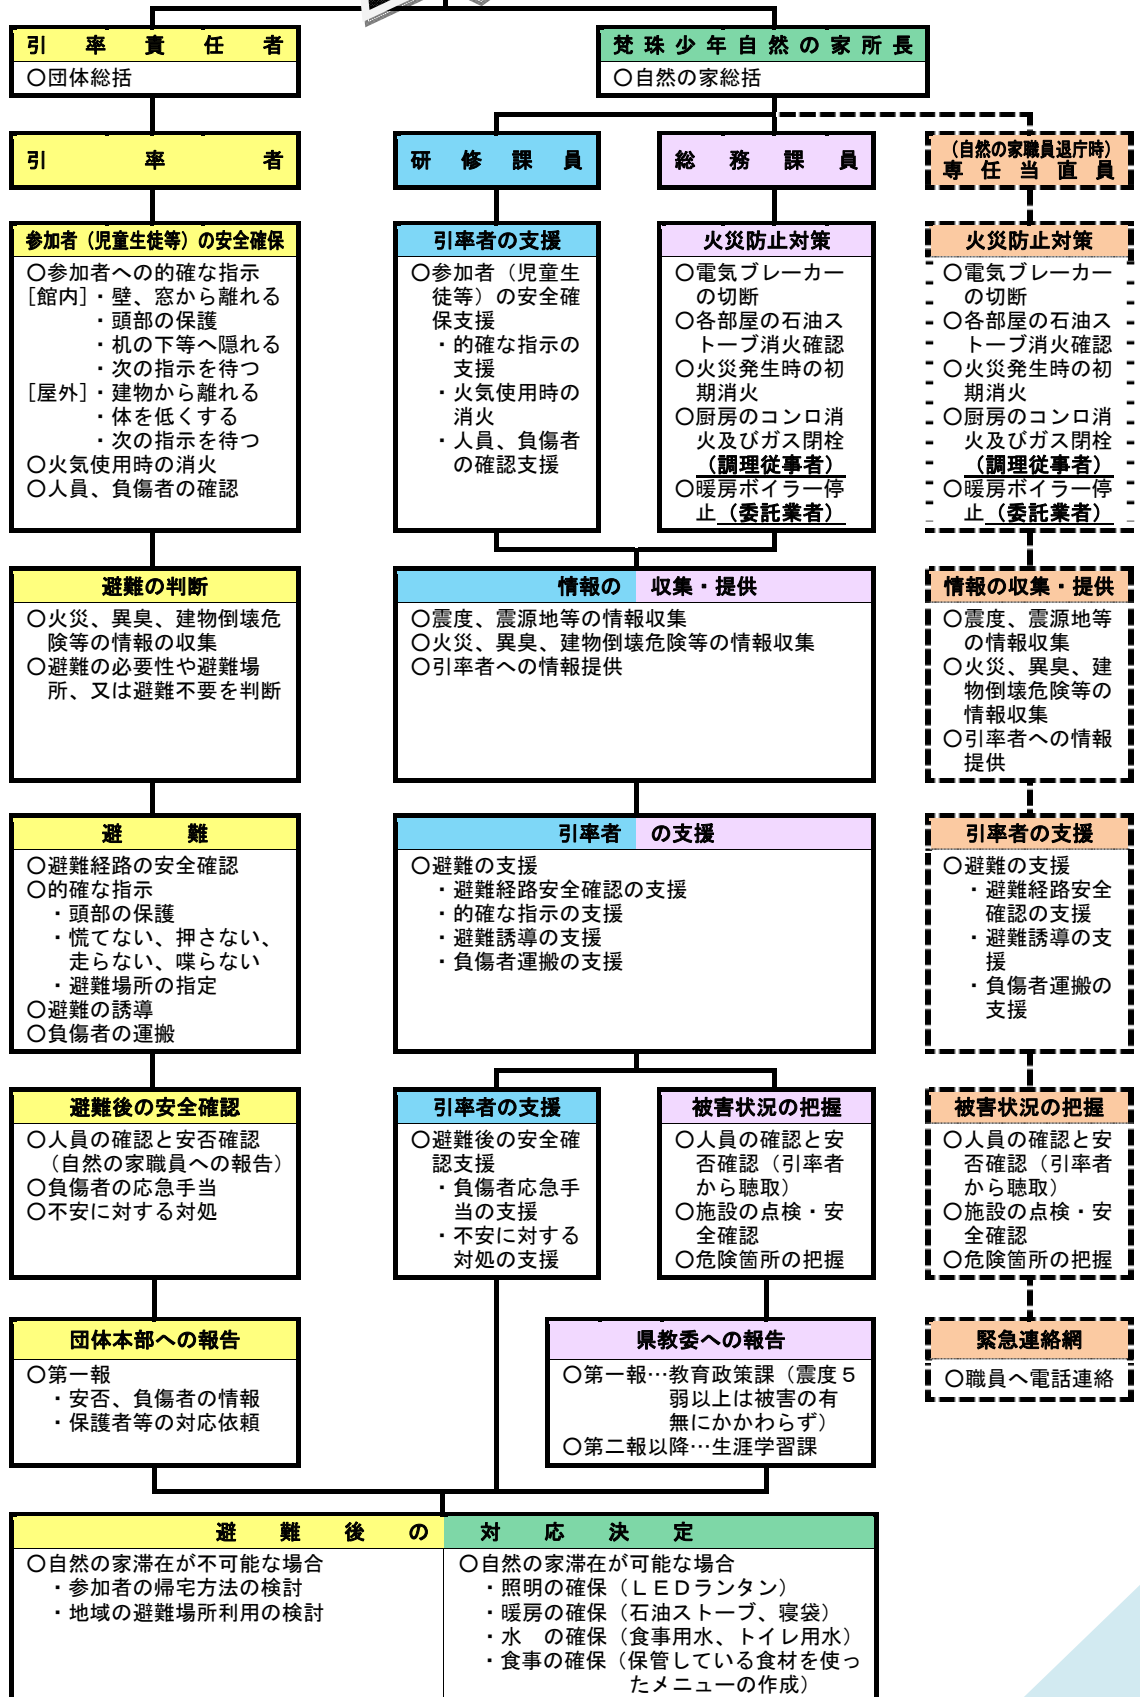 引率責任者
〇団体総括
梵珠少年自然の家所長
〇自然の家総括
引率者
研修課員
総務課員
(自然の家職員退庁時)
専任当直員
参加者（児童生徒等）の安全確保
〇参加者への的確な指示
[館内]・壁、窓から離れる
・頭部の保護
・机の下等へ隠れる
・次の指示を待つ
[屋外]・建物から離れる
・体を低くする
・次の指示を待つ
〇火気使用時の消火
〇人員、負傷者の確認
引率者の支援
〇参加者（児童生
徒等）の安全確
保支援
・的確な指示の
支援
・火気使用時の
消火
・人員、負傷者
の確認支援
火災防止対策
〇電気ブレーカー
の切断
〇各部屋の石油ス
トーブ消火確認
〇火災発生時の初
期消火
〇厨房のコンロ消
火及びガス閉栓
（調理従事者）
〇暖房ボイラー停
止（委託業者）
火災防止対策
〇電気ブレーカー
の切断
〇各部屋の石油ス
トーブ消火確認
〇火災発生時の初
期消火
〇厨房のコンロ消
火及びガス閉栓
（調理従事者）
〇暖房ボイラー停
止（委託業者）
避難の判断
〇火災、異臭、建物倒壊危
険等の情報の収集
〇避難の必要性や避難場
所、又は避難不要を判断
情報の　収集・提供
〇震度、震源地等の情報収集
〇火災、異臭、建物倒壊危険等の情報収集
〇引率者への情報提供
情報の収集・提供
〇震度、震源地等
の情報収集
〇火災、異臭、建
物倒壊危険等の
情報収集
〇引率者への情報
提供
避難
〇避難経路の安全確認
〇的確な指示
・頭部の保護
・慌てない、押さない、
走らない、喋らない
・避難場所の指定
〇避難の誘導
〇負傷者の運搬
引率者　の支援
〇避難の支援
・避難経路安全確認の支援
・的確な指示の支援
・避難誘導の支援
・負傷者運搬の支援
引率者の支援
〇避難の支援
・避難経路安全
確認の支援
・避難誘導の支
援
・負傷者運搬の
支援
避難後の安全確認
〇人員の確認と安否確認
（自然の家職員への報告）
〇負傷者の応急手当
〇不安に対する対処
引率者の支援
〇避難後の安全確
認支援
・負傷者応急手
当の支援
・不安に対する
対処の支援
被害状況の把握
〇人員の確認と安
否確認（引率者
から聴取）
〇施設の点検・安
全確認
〇危険箇所の把握
被害状況の把握
〇人員の確認と安
否確認（引率者
から聴取）
〇施設の点検・安
全確認
〇危険箇所の把握
団体本部への報告
〇第一報
・安否、負傷者の情報
・保護者等の対応依頼
県教委への報告
〇第一報…教育政策課（震度５
弱以上は被害の有
無にかかわらず）
〇第二報以降…生涯学習課
緊急連絡網
〇職員へ電話連絡
避難後の対応決定
〇自然の家滞在が不可能な場合
・参加者の帰宅方法の検討
・地域の避難場所利用の検討
〇自然の家滞在が可能な場合
・照明の確保（ＬＥＤランタン）
・暖房の確保（石油ストーブ、寝袋）
・水　の確保（食事用水、トイレ用水）
・食事の確保（保管している食材を使っ
たメニューの作成）